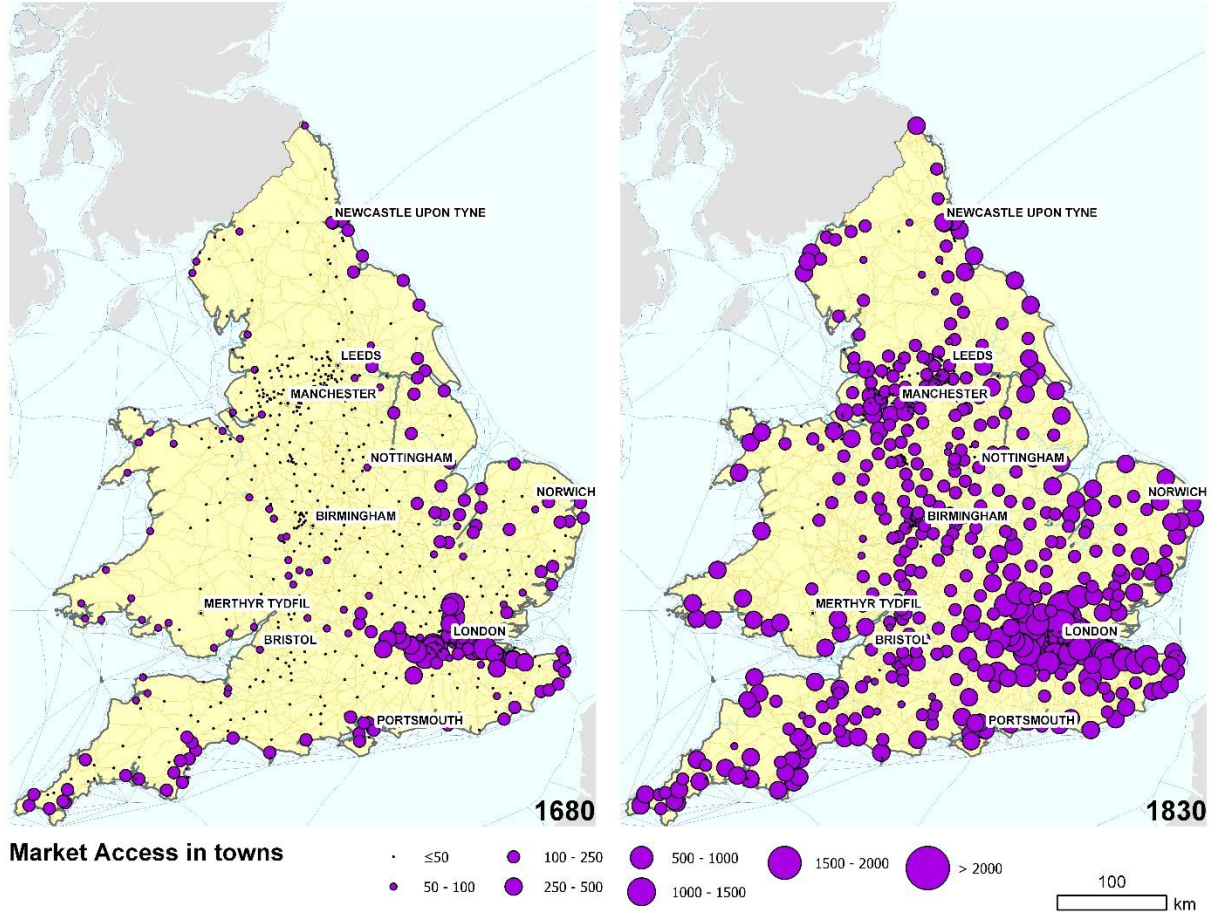 NEWCASTLE UPON TYNE
LEEDS
MANCHESTER
NOTTINGHAM
NORWICH
BIRMINGHAM
MERTHYR TYDFIL
LONDON
BRISTOL
PORTSMOUTH
1680
NEWCASTLE UPON TYNE
LEEDS
MANCHESTER
NOTTINGHAM
NORWICH
BIRMINGHAM
MERTHYR TYDFIL
LONDON
BRISTOL
PORTSMOUTH
1830
Market Access in towns
≤50
50 - 100
100 - 250
250 - 500
500 - 1000
1000 - 1500
1500 - 2000
> 2000
100
km